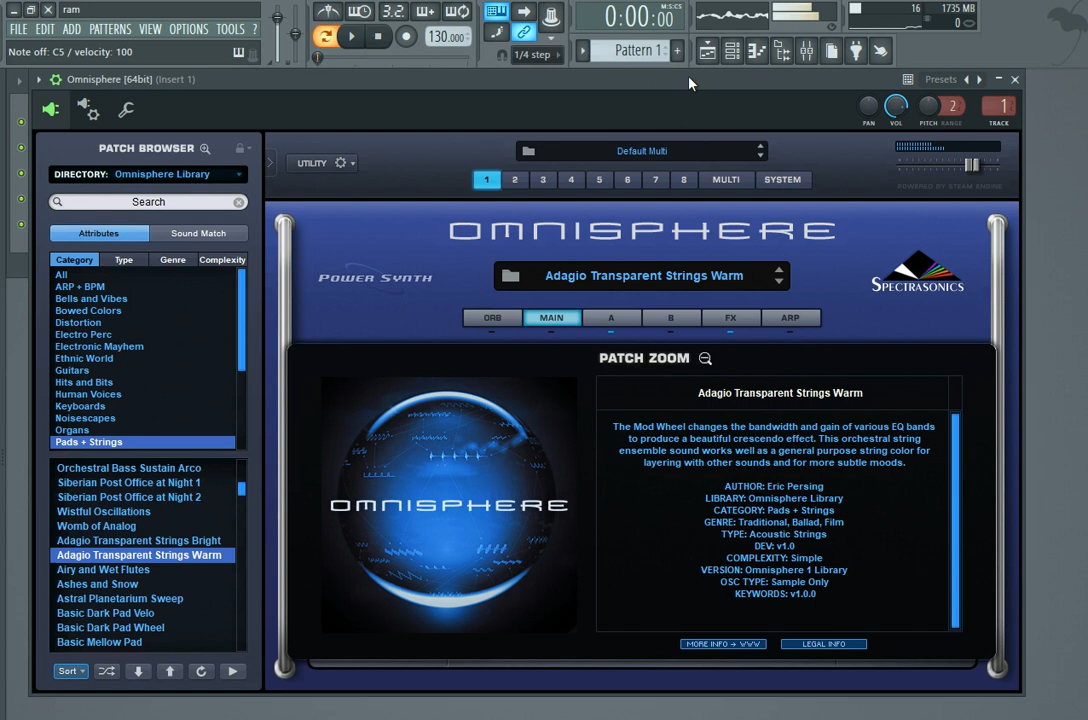 ram
FILE EDIT ADD PATTERNS VIEW OPTIONS TOOLS ?
Note off: C5 / velocity: 100
3.2.
130.000
0:00:00
M:S:CS
1/4 step
Pattern 1
+
16
1735 MB
0
Omnisphere [64bit] (Insert 1)
Presets
PAN
VOL
PITCH RANGE
2
1
TRACK
PATCH BROWSER
DIRECTORY: Omnisphere Library
Search
Attributes
Sound Match
Category Type Genre Complexity
All
ARP + BPM
Bells and Vibes
Bowed Colors
Distortion
Electro Perc
Electronic Mayhem
Ethnic World
Guitars
Hits and Bits
Human Voices
Keyboards
Noisescapes
Organs
Pads + Strings
Orchestral Bass Sustain Arco
Siberian Post Office at Night 1
Siberian Post Office at Night 2
Wistful Oscillations
Womb of Analog
Adagio Transparent Strings Bright
Adagio Transparent Strings Warm
Airy and Wet Flutes
Ashes and Snow
Astral Planetarium Sweep
Basic Dark Pad Velo
Basic Dark Pad Wheel
Basic Mellow Pad
Sort
UTILITY
Default Multi
1 2 3 4 5 6 7 8 MULTI SYSTEM
POWERED BY STEAM ENGINE
OMNISPHERE
POWER SYNTH
Adagio Transparent Strings Warm
SPECTRASONICS
ORB MAIN A B FX ARP
PATCH ZOOM
OMNISPHERE
Adagio Transparent Strings Warm
The Mod Wheel changes the bandwidth and gain of various EQ bands
to produce a beautiful crescendo effect. This orchestral string
ensemble sound works well as a general purpose string color for
layering with other sounds and for more subtle moods.
AUTHOR: Eric Persing
LIBRARY: Omnisphere Library
CATEGORY: Pads + Strings
GENRE: Traditional, Ballad, Film
TYPE: Acoustic Strings
DEV: v1.0
COMPLEXITY: Simple
VERSION: Omnisphere 1 Library
OSC TYPE: Sample Only
KEYWORDS: v1.0.0
MORE INFO → WWW
LEGAL INFO